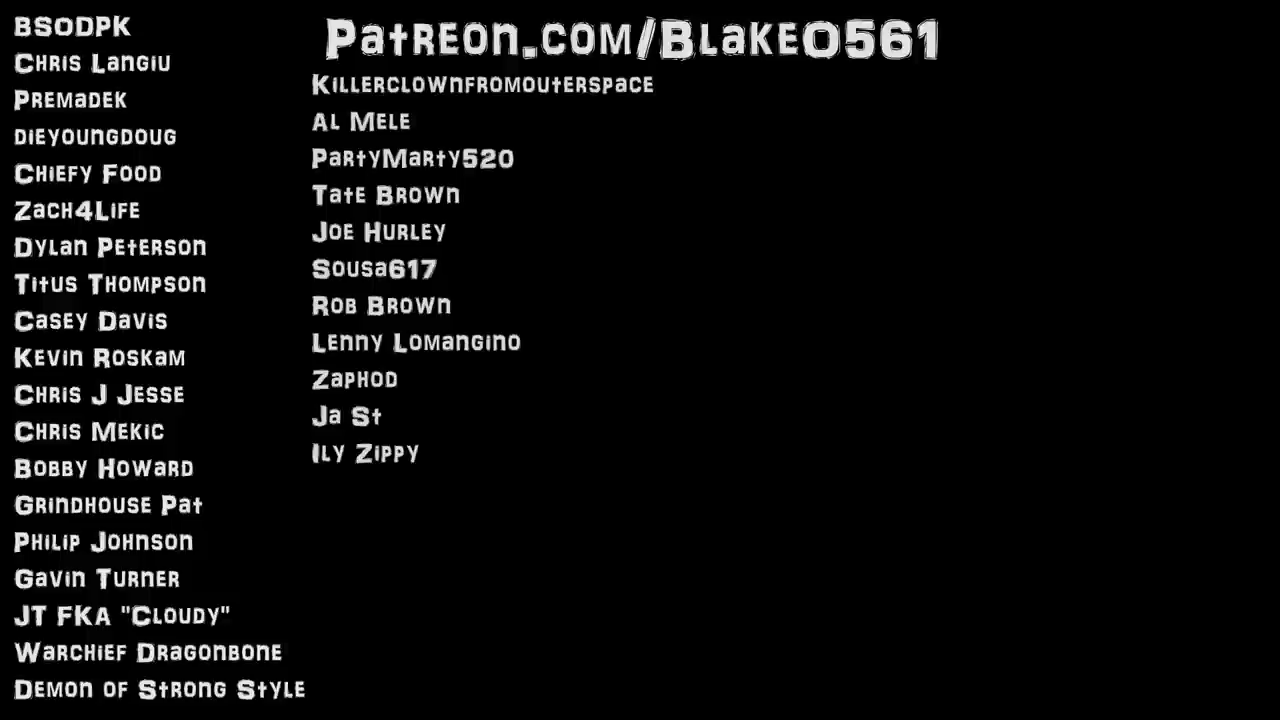 Patreon.com/Blake0561
BSODPK
Chris Langiu
Premadek
dieyoungdoug
Chiefy Food
Zach4Life
Dylan Peterson
Titus Thompson
Casey Davis
Kevin Roskam
Chris J Jesse
Chris Mekic
Bobby Howard
Grindhouse Pat
Philip Johnson
Gavin Turner
JT FKA "Cloudy"
Warchief Dragonbone
Demon of Strong Style
Killerclownfromouterspace
Al Mele
PartyMarty520
Tate Brown
Joe Hurley
Sousa617
Rob Brown
Lenny Lomangino
Zaphod
Ja St
Ily Zippy